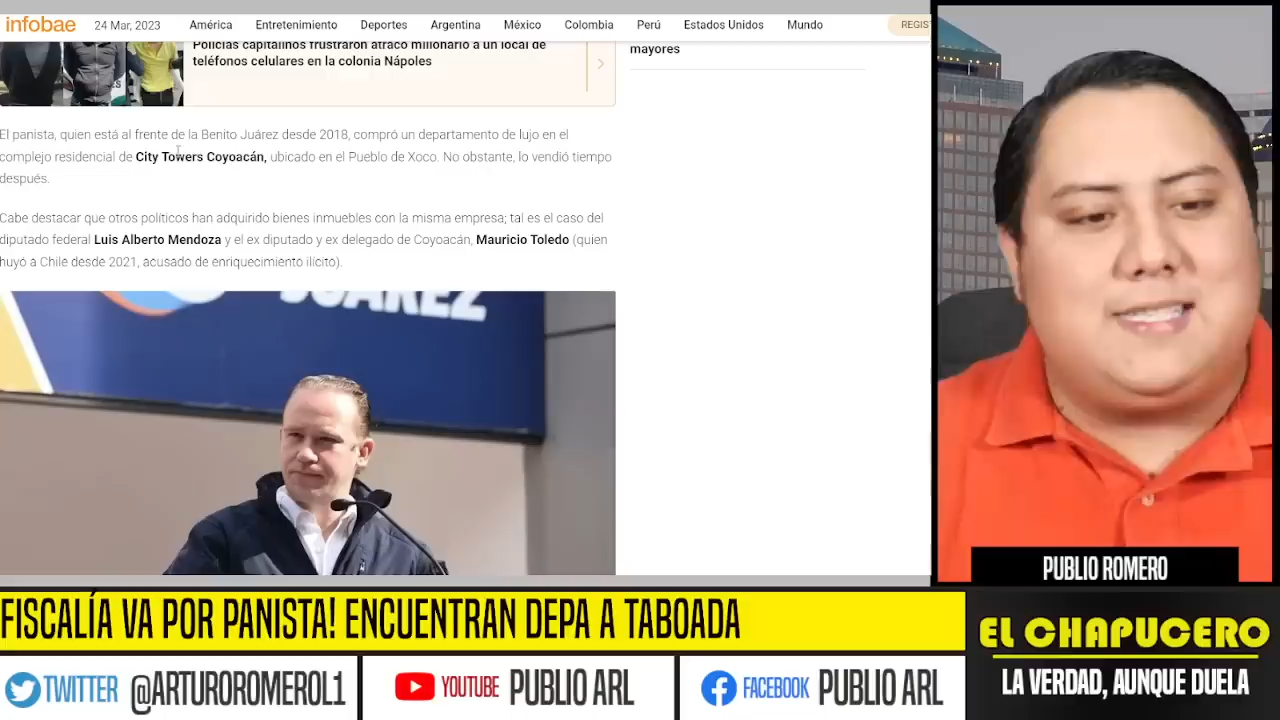 infobae 24 Mar, 2023 América Entretenimiento Deportes Argentina México Colombia Perú Estados Unidos Mundo
Policías capitalinos frustraron atraco millonario a un local de
teléfonos celulares en la colonia Nápoles
mayores
El panista, quien está al frente de la Benito Juárez desde 2018, compró un departamento de lujo en el
complejo residencial de City Towers Coyoacán, ubicado en el Pueblo de Xoco. No obstante, lo vendió tiempo
después.
Cabe destacar que otros políticos han adquirido bienes inmuebles con la misma empresa; tal es el caso del
diputado federal Luis Alberto Mendoza y el ex diputado y ex delegado de Coyoacán, Mauricio Toledo (quien
huyó a Chile desde 2021, acusado de enriquecimiento ilícito).
JUÁREZ
PUBLIO ROMERO
FISCALÍA VA POR PANISTA! ENCUENTRAN DEPA A TABOADA
EL CHAPUCERO
LA VERDAD, AUNQUE DUELA
TWITTER @ARTUROROMEROL1
YOUTUBE PUBLIO ARL
FACEBOOK PUBLIO ARL